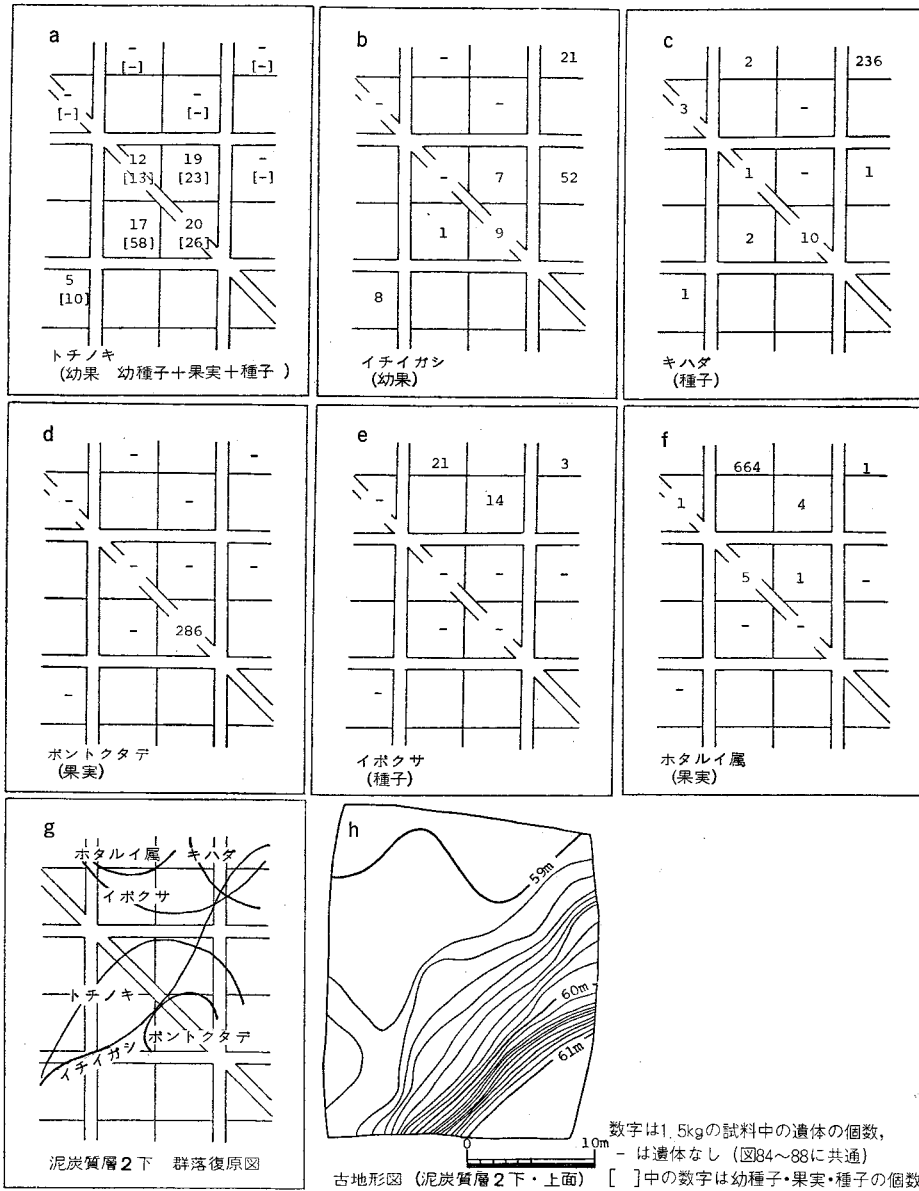 a
- - -
[-] [-]
- -
[-] [-]
12 19 -
[13] [23] [-]
17 20
[58] [26]
5
[10]
トチノキ
(幼果 幼種子+果実+種子 )
b
- 21
- -
- 7 52
1 9
8
イチイガシ
(幼果)
c
2 236
3 -
1 - 1
2 10
1
キハダ
(種子)
d
- -
- -
- - -
- 286
-
ポントクタデ
(果実)
e
21 3
- 14
- - -
- -
-
イボクサ
(種子)
f
664 1
1 4
5 1 -
- -
-
ホタルイ属
(果実)
g
ホタルイ属 キハダ
イボクサ
トチノキ
ポントクタデ
イチイガシ
泥炭質層2下 群落復原図
h
59m
60m
61m
0 10m
古地形図 (泥炭質層2下・上面)
数字は1.5kgの試料中の遺体の個数,
- は遺体なし (図84~88に共通)
[ ]中の数字は幼種子・果実・種子の個数